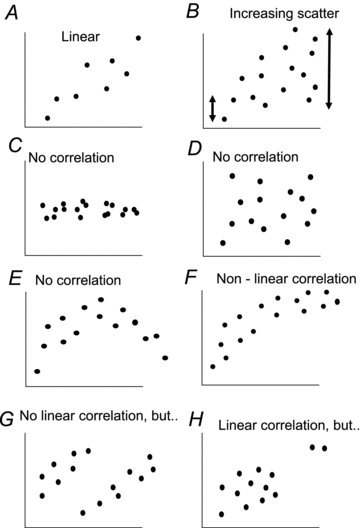 A
Linear
B
Increasing scatter
C
No correlation
D
No correlation
E
No correlation
F
Non - linear correlation
G
No linear correlation, but..
H
Linear correlation, but..